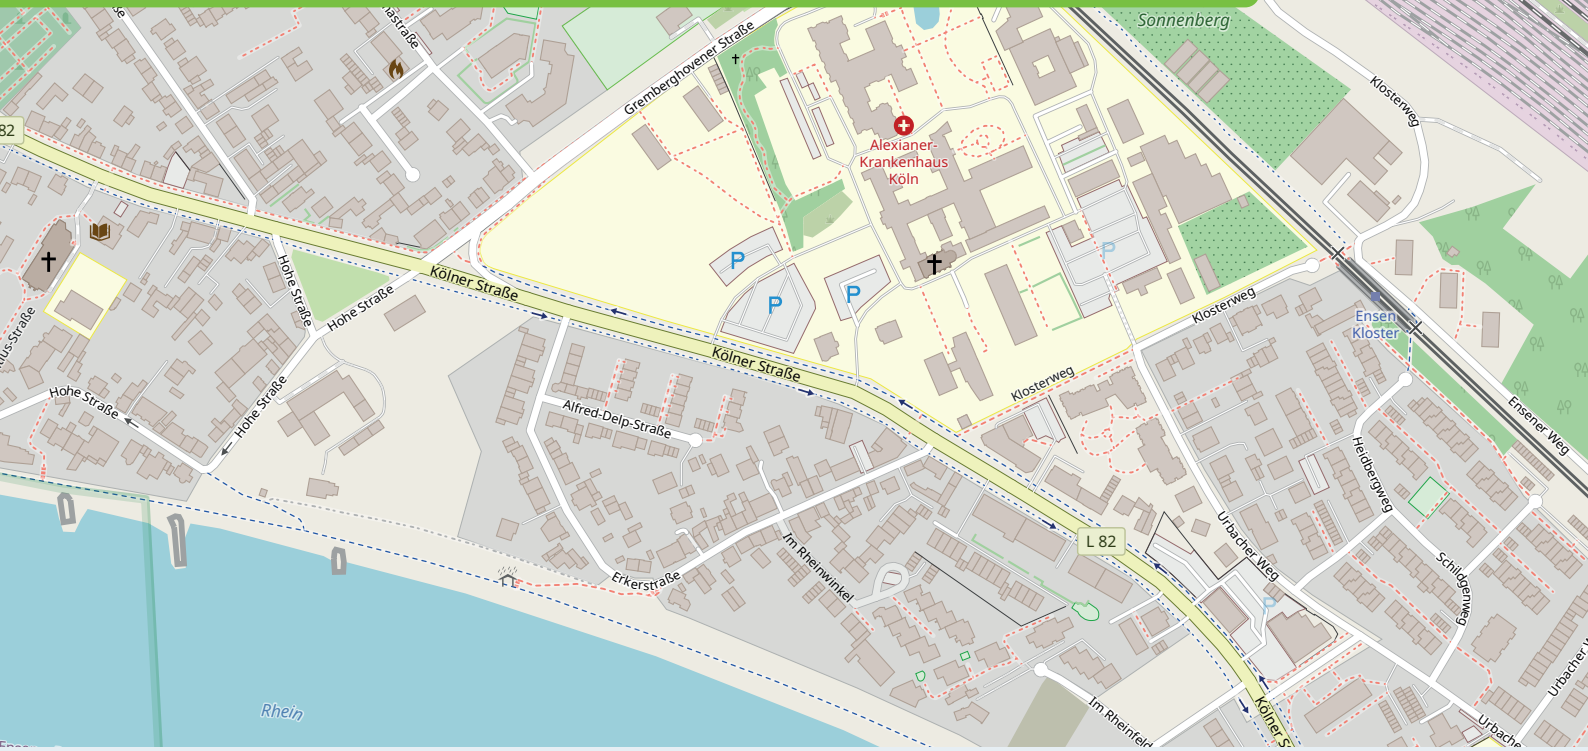 Sonnenberg
Gremberghovener Straße
Klosterweg
82
Alexianer-
Krankenhaus
Köln
P
P
P
P
Hohe Straße
Kölner Straße
Hohe Straße
Klosterweg
Ensen
Kloster
Kölner Straße
Klosterweg
Hohe Straße
Hohe Straße
Alfred-Delp-Straße
Ensener Weg
Heidbergweg
Urbacher Weg
L 82
Im Rheinwinkel
Erkerstraße
Schildgenweg
P
Rhein
Im Rheinfeld
Urbacher